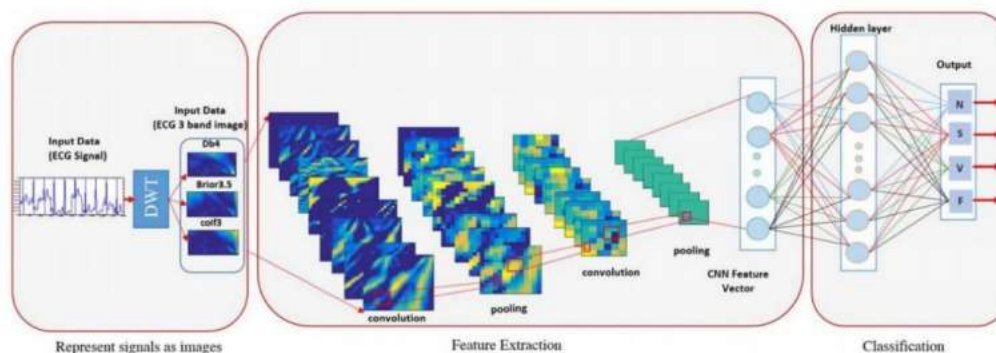 Input Data
(ECG Signal)
DWT
Input Data
(ECG 3 band image)
Db4
Brior3.5
coif3
convolution
pooling
convolution
pooling
CNN Feature
Vector
Hidden layer
Output
N
S
V
F
Represent signals as images
Feature Extraction
Classification